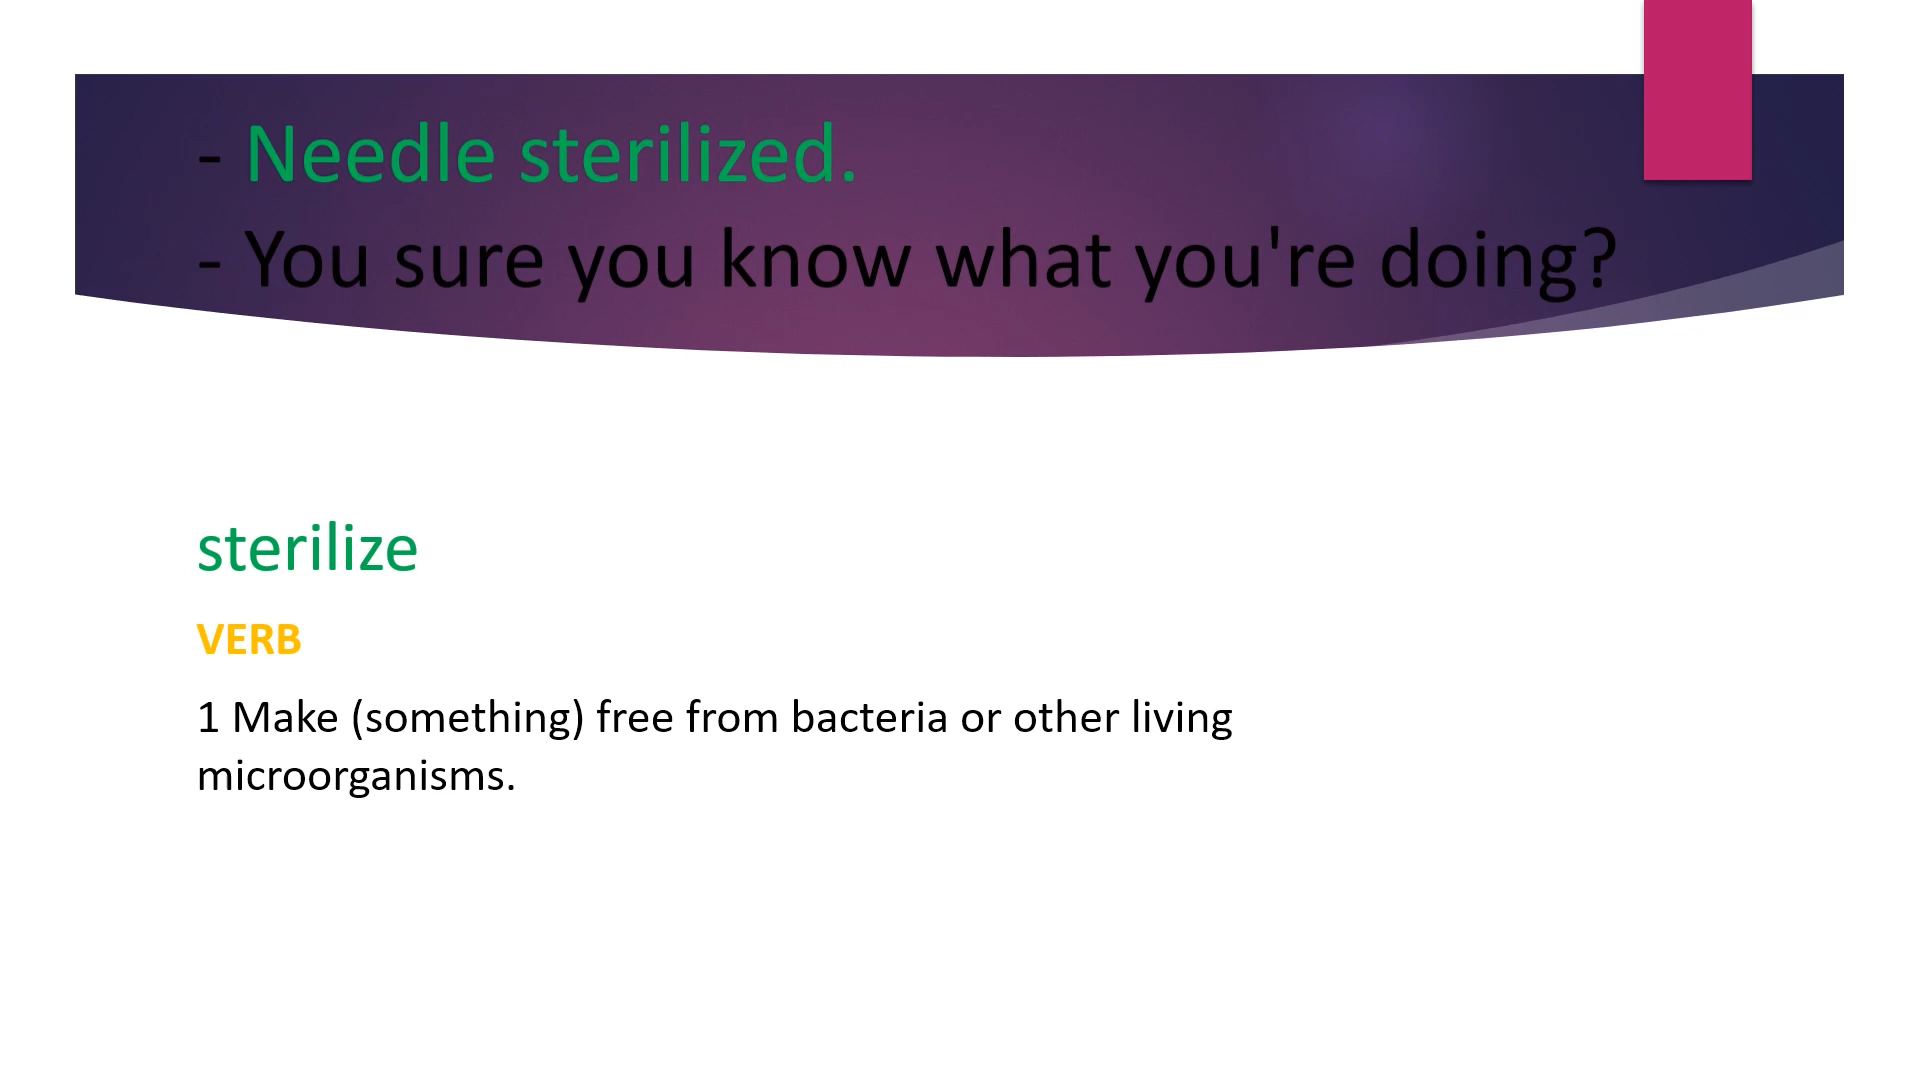 - Needle sterilized.
- You sure you know what you're doing?
sterilize
VERB
1 Make (something) free from bacteria or other living
microorganisms.